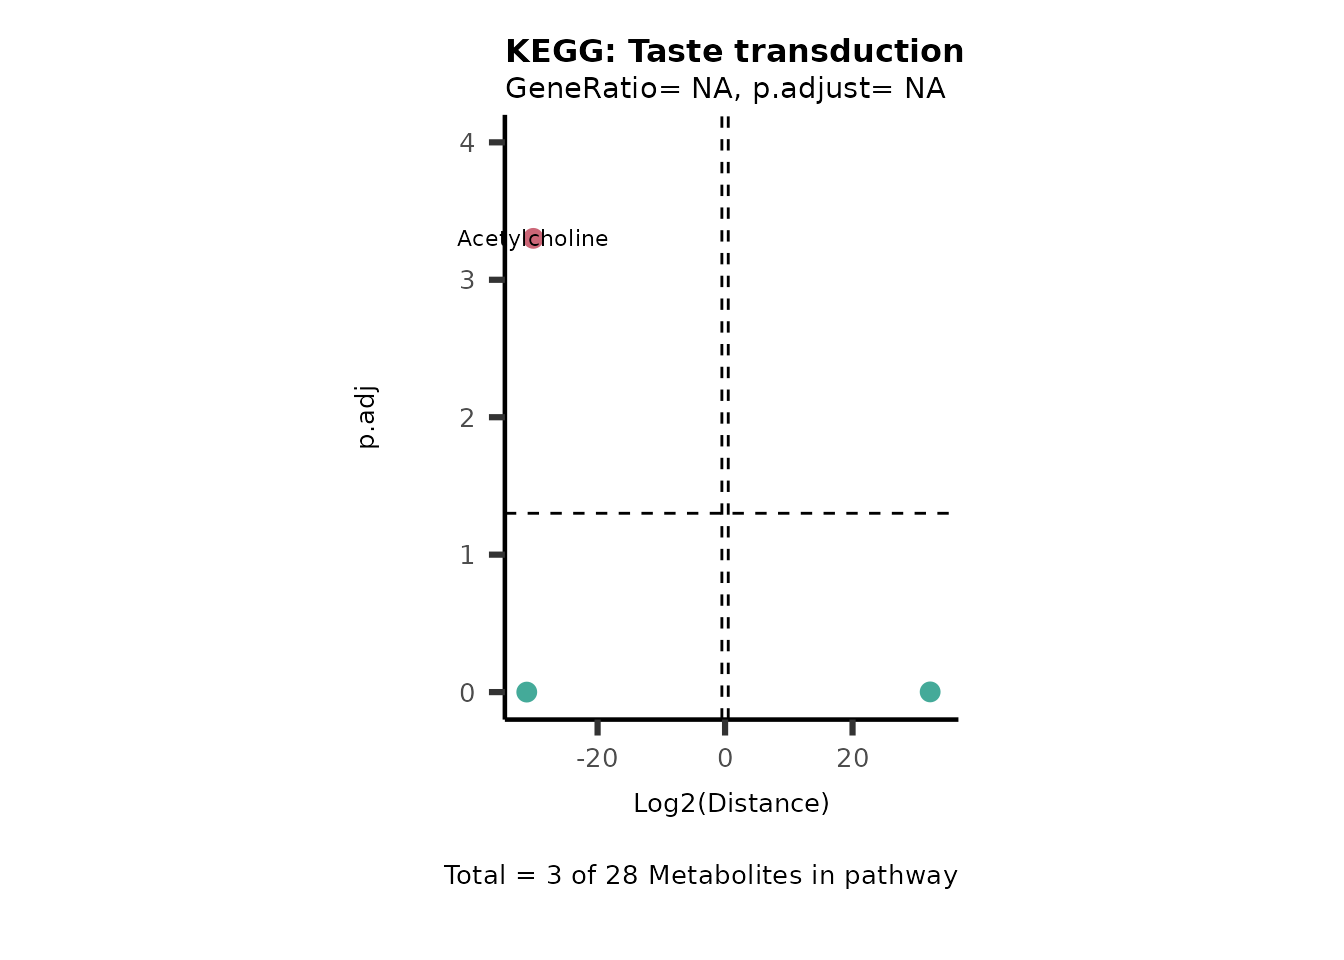 KEGG: Taste transduction
GeneRatio= NA, p.adjust= NA
4
Acetylcholine
3
p.adj
2
1
0
-20 0 20
Log2(Distance)
Total = 3 of 28 Metabolites in pathway